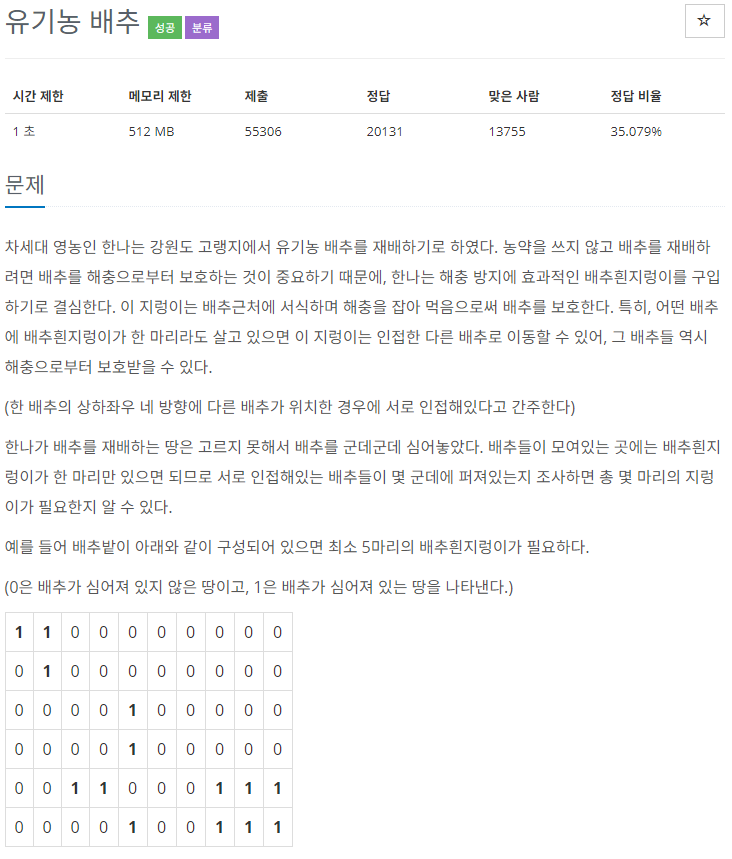 유기농 배추 성공 분류
☆
시간 제한 메모리 제한 제출 정답 맞은 사람 정답 비율
1 초 512 MB 55306 20131 13755 35.079%
문제
차세대 영농인 한나는 강원도 고랭지에서 유기농 배추를 재배하기로 하였다. 농약을 쓰지 않고 배추를 재배하
려면 배추를 해충으로부터 보호하는 것이 중요하기 때문에, 한나는 해충 방지에 효과적인 배추흰지렁이를 구입
하기로 결심한다. 이 지렁이는 배추근처에 서식하며 해충을 잡아 먹음으로써 배추를 보호한다. 특히, 어떤 배추
에 배추흰지렁이가 한 마리라도 살고 있으면 이 지렁이는 인접한 다른 배추로 이동할 수 있어, 그 배추들 역시
해충으로부터 보호받을 수 있다.
(한 배추의 상하좌우 네 방향에 다른 배추가 위치한 경우에 서로 인접해있다고 간주한다)
한나가 배추를 재배하는 땅은 고르지 못해서 배추를 군데군데 심어놓았다. 배추들이 모여있는 곳에는 배추흰지
렁이가 한 마리만 있으면 되므로 서로 인접해있는 배추들이 몇 군데에 퍼져있는지 조사하면 총 몇 마리의 지렁
이가 필요한지 알 수 있다.
예를 들어 배추밭이 아래와 같이 구성되어 있으면 최소 5마리의 배추흰지렁이가 필요하다.
(0은 배추가 심어져 있지 않은 땅이고, 1은 배추가 심어져 있는 땅을 나타낸다.)
1 1 0 0 0 0 0 0 0 0
0 1 0 0 0 0 0 0 0 0
0 0 0 0 1 0 0 0 0 0
0 0 0 0 1 0 0 0 0 0
0 0 1 1 0 0 0 1 1 1
0 0 0 0 1 0 0 1 1 1